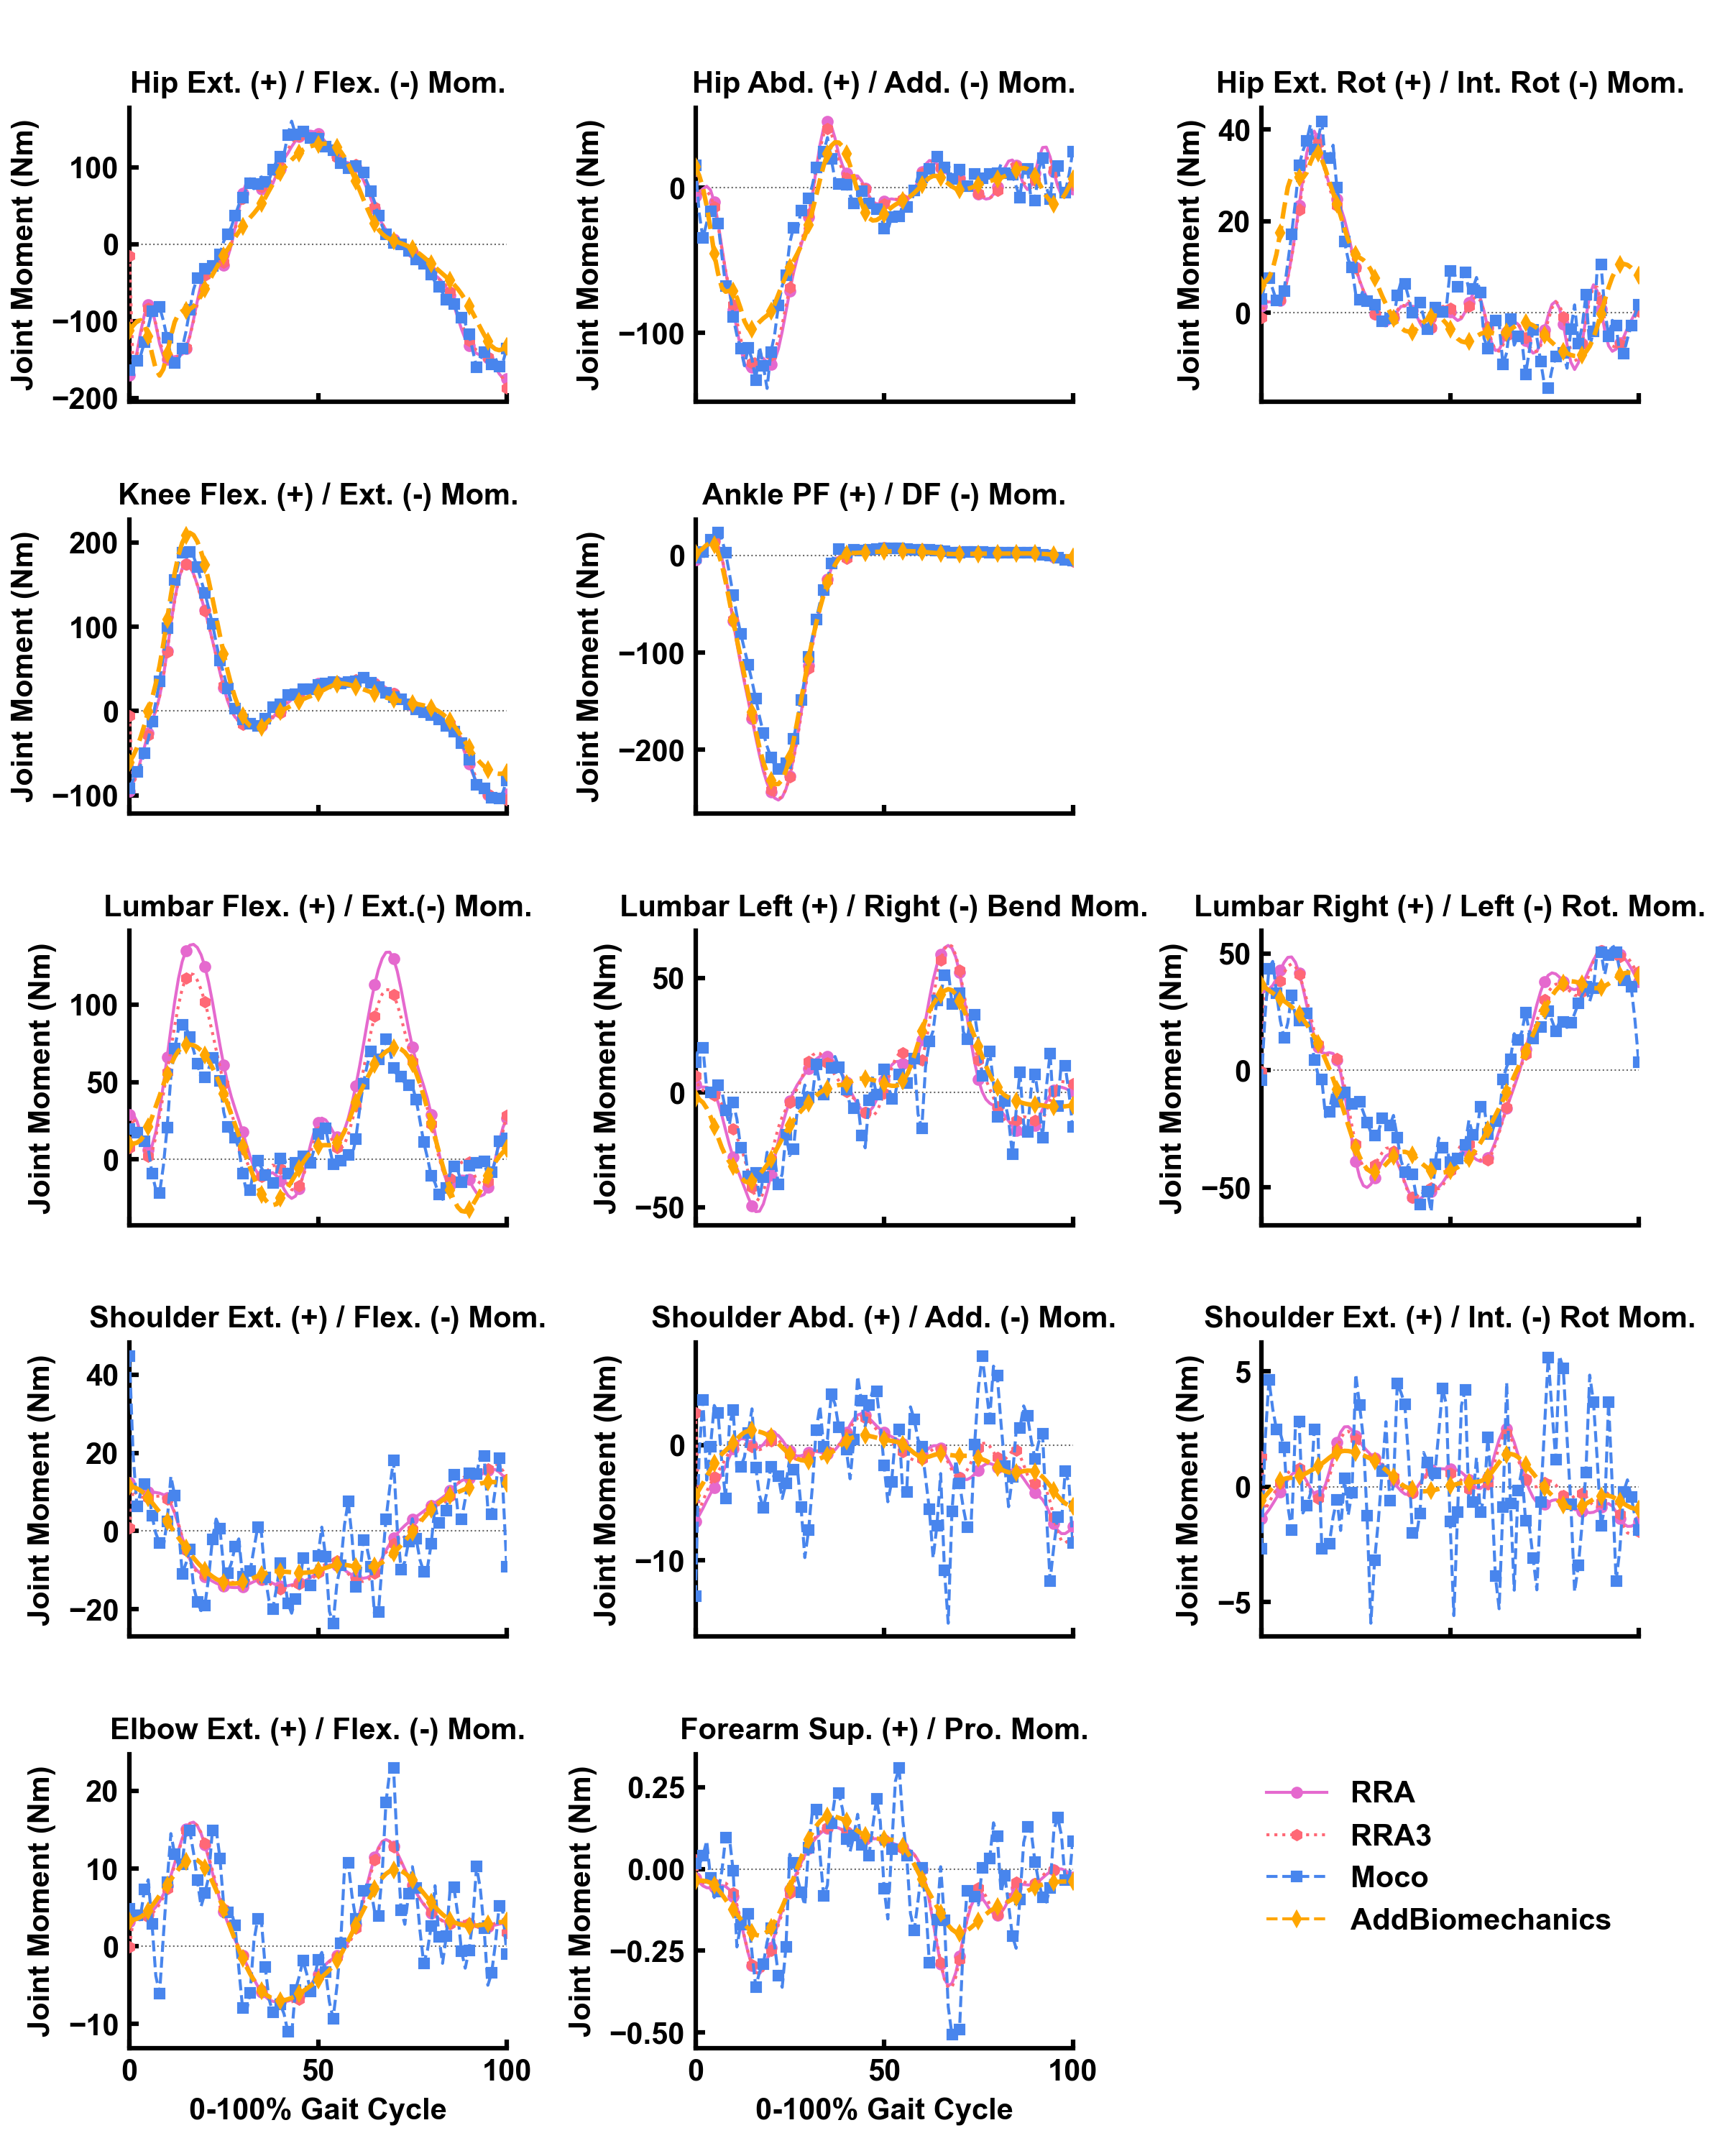 Hip Ext. (+) / Flex. (-) Mom.
Joint Moment (Nm)
100
0
−100
−200
Hip Abd. (+) / Add. (-) Mom.
Joint Moment (Nm)
0
−100
Hip Ext. Rot (+) / Int. Rot (-) Mom.
Joint Moment (Nm)
40
20
0
Knee Flex. (+) / Ext. (-) Mom.
Joint Moment (Nm)
200
100
0
−100
Ankle PF (+) / DF (-) Mom.
Joint Moment (Nm)
0
−100
−200
Lumbar Flex. (+) / Ext.(-) Mom.
Joint Moment (Nm)
100
50
0
Lumbar Left (+) / Right (-) Bend Mom.
Joint Moment (Nm)
50
0
−50
Lumbar Right (+) / Left (-) Rot. Mom.
Joint Moment (Nm)
50
0
−50
Shoulder Ext. (+) / Flex. (-) Mom.
Joint Moment (Nm)
40
20
0
−20
Shoulder Abd. (+) / Add. (-) Mom.
Joint Moment (Nm)
0
−10
Shoulder Ext. (+) / Int. (-) Rot Mom.
Joint Moment (Nm)
5
0
−5
Elbow Ext. (+) / Flex. (-) Mom.
Joint Moment (Nm)
20
10
0
−10
0 50 100
0-100% Gait Cycle
Forearm Sup. (+) / Pro. Mom.
Joint Moment (Nm)
0.25
0.00
−0.25
−0.50
0 50 100
0-100% Gait Cycle
RRA
RRA3
Moco
AddBiomechanics